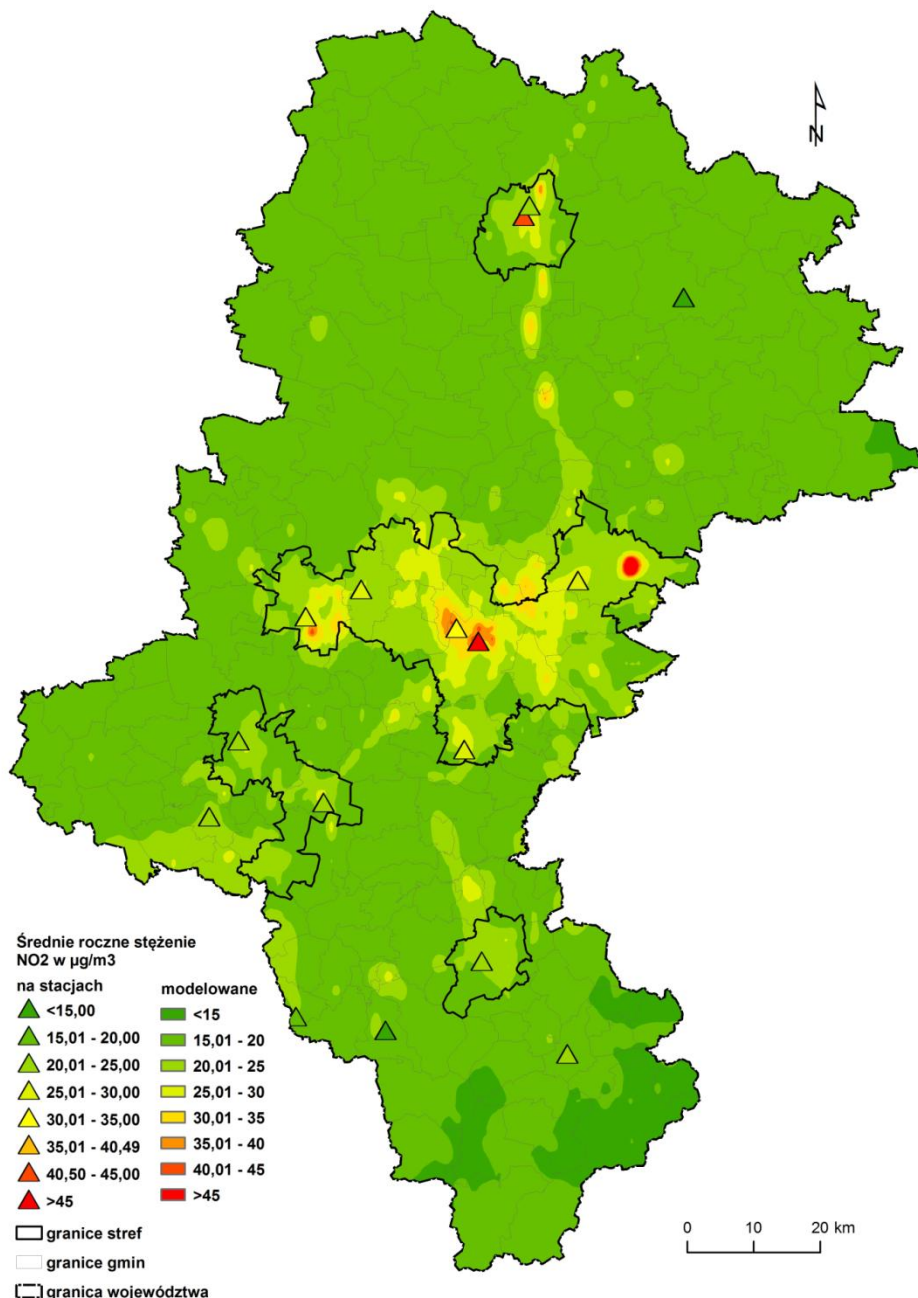 N
Średnie roczne stężenie
NO2 w µg/m3
na stacjach
<15,00
15,01 - 20,00
20,01 - 25,00
25,01 - 30,00
30,01 - 35,00
35,01 - 40,49
40,50 - 45,00
>45
modelowane
<15
15,01 - 20
20,01 - 25
25,01 - 30
30,01 - 35
35,01 - 40
40,01 - 45
>45
granice stref
granice gmin
granica województwa
0 10 20 km